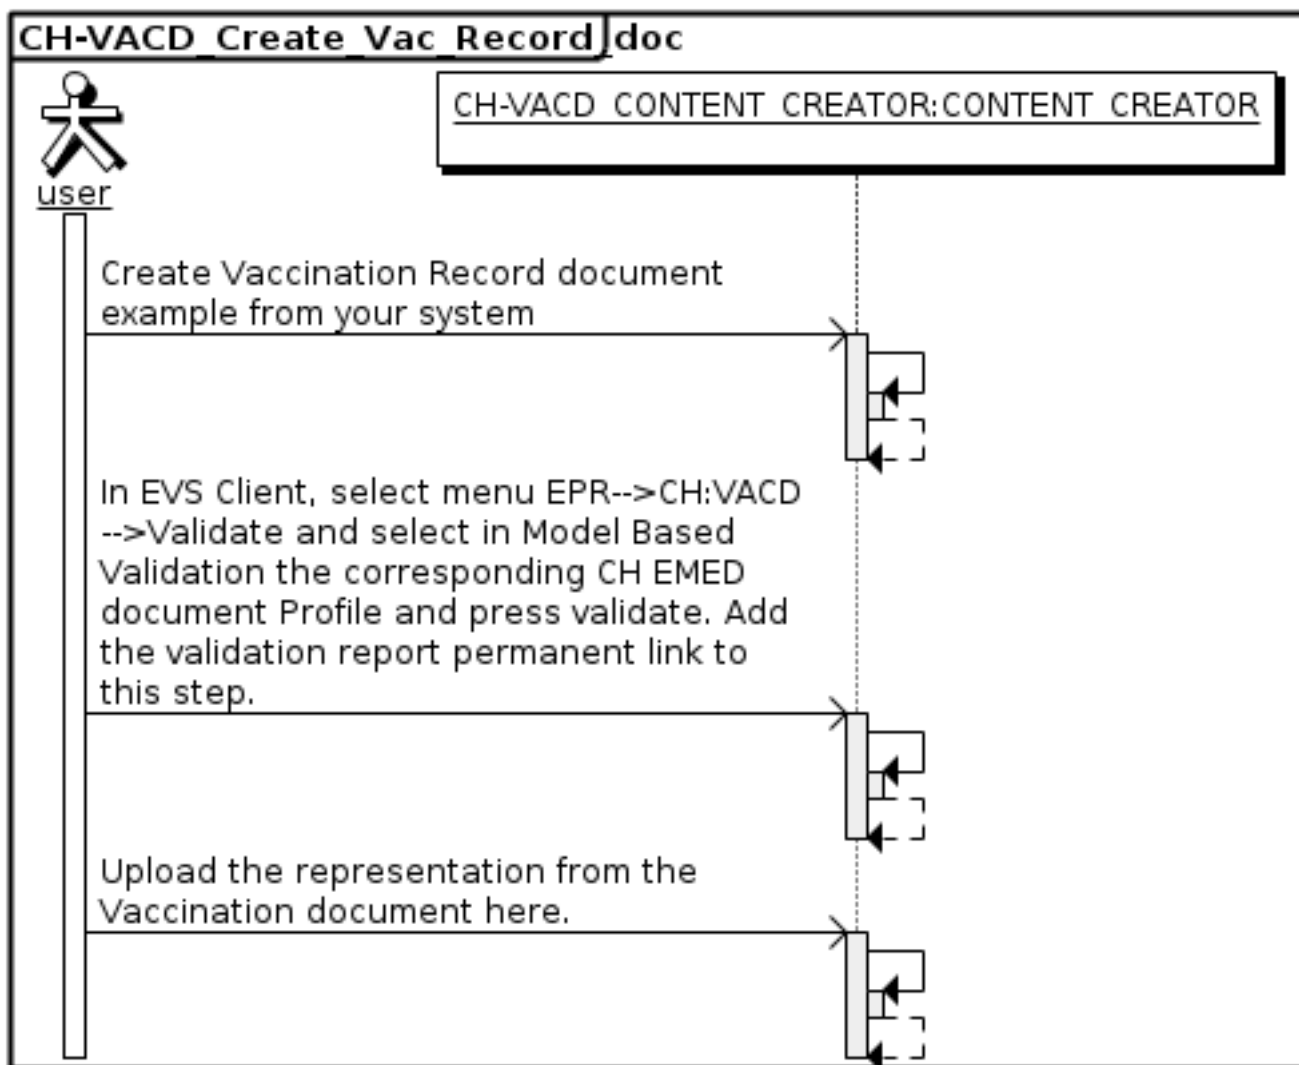 CH-VACD_Create_Vac_Record_doc
CH-VACD_CONTENT_CREATOR:CONTENT_CREATOR
user
Create Vaccination Record document
example from your system
In EVS Client, select menu EPR-->CH:VACD
-->Validate and select in Model Based
Validation the corresponding CH EMED
document Profile and press validate. Add
the validation report permanent link to
this step.
Upload the representation from the
Vaccination document here.